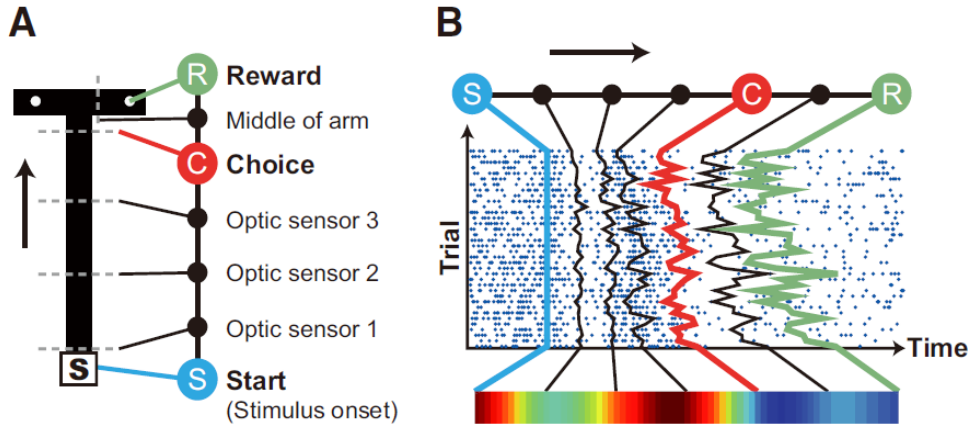 A
R Reward
Middle of arm
C Choice
Optic sensor 3
Optic sensor 2
Optic sensor 1
S
S Start
(Stimulus onset)
B
S
C
R
Trial
Time